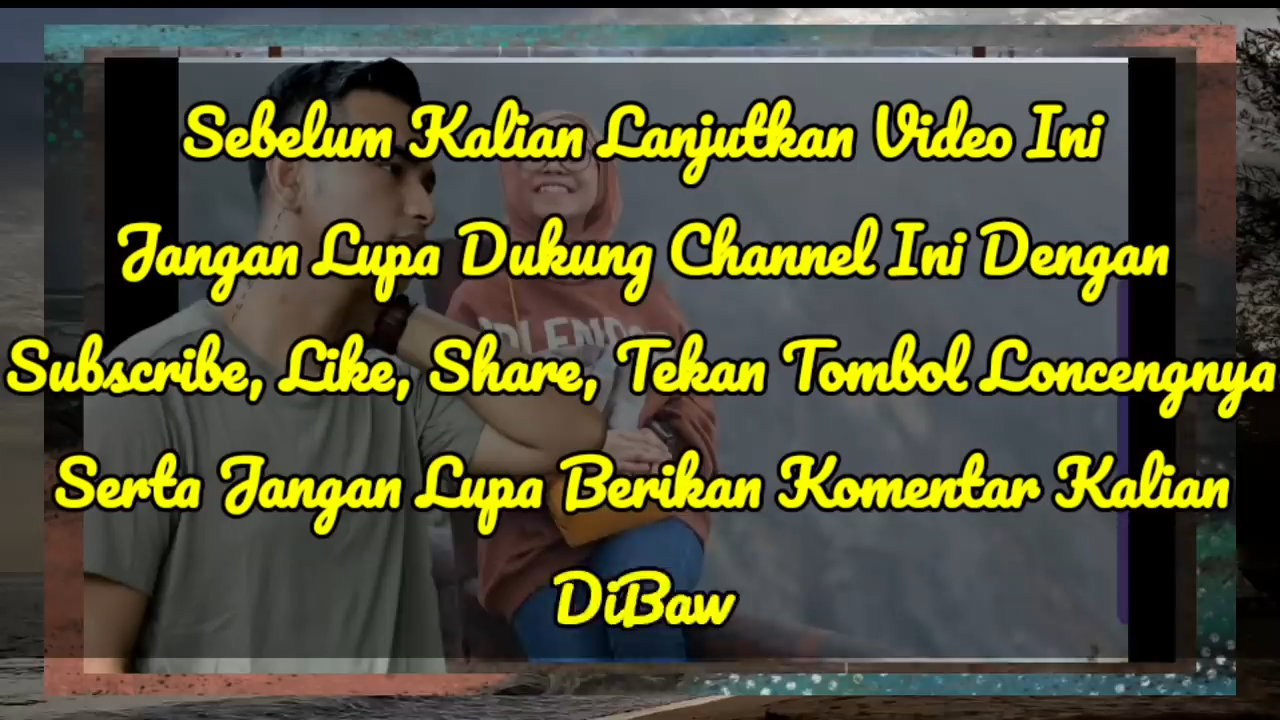 Sebelum Kalian Lanjutkan Video Ini
Jangan Lupa Dukung Channel Ini Dengan
Subscribe, Like, Share, Tekan Tombol Loncengnya
Serta Jangan Lupa Berikan Komentar Kalian
DiBaw